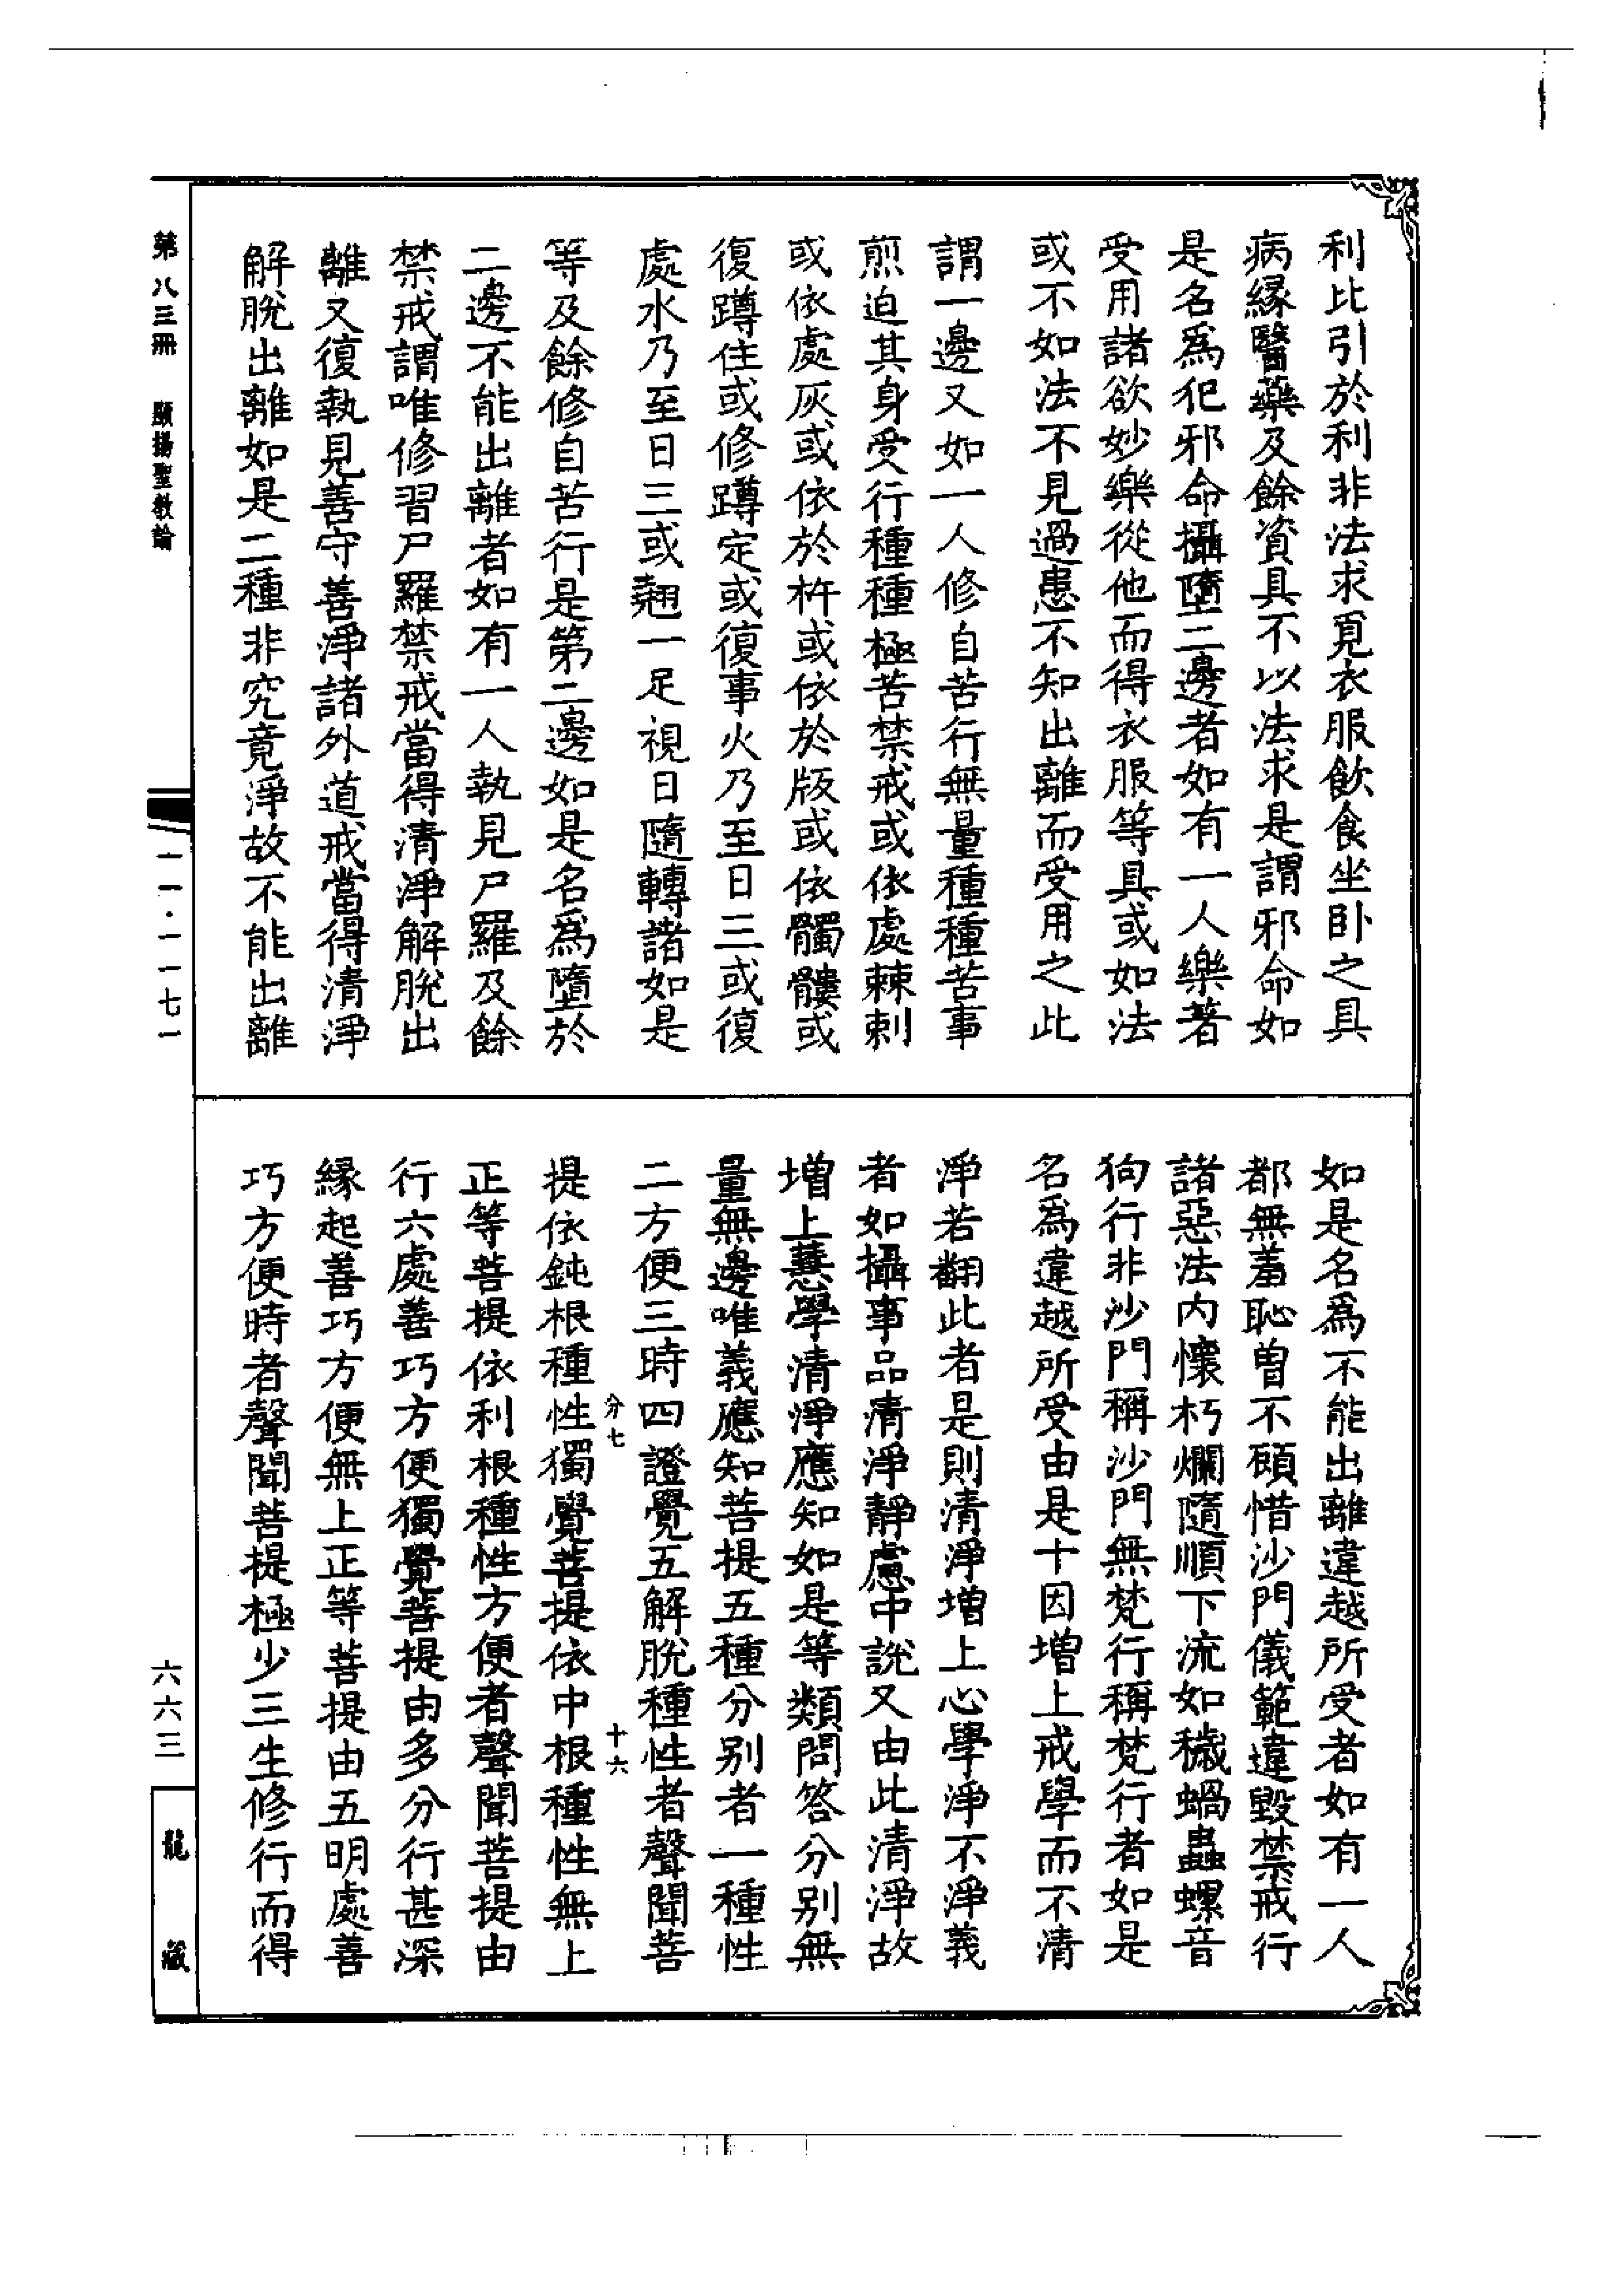 利比引於利非法求覓衣服飲食坐臥之具
病緣醫藥及餘資具不以法求是謂邪命如
是名爲犯邪命攝墮二邊者如有一人樂著
受用諸欲妙樂從他而得衣服等具或如法
或不如法不見過患不知出離而受用之此
謂一邊又如一人修自苦行無量種種苦事
煎迫其身受行種種極苦禁戒或依處棘刺
或依處灰或依於杵或依於版或依髑髏或
復蹲住或修蹲定或復事火乃至日三或復
處水乃至日三或翹一足視日隨轉諸如是
等及餘修自苦行是第二邊如是名爲墮於
二邊不能出離者如有一人執見尸羅及餘
禁戒謂唯修習尸羅禁戒當得清淨解脫出
離又復執見善守善淨諸外道戒當得清淨
解脫出離如是二種非究竟淨故不能出離
如是名爲不能出離違越所受者如有一人
都無羞恥曾不顧惜沙門儀範違毀禁戒行
諸惡法內懷朽爛隨順下流如穢蝸蟲螺音
狗行非沙門稱沙門無梵行稱梵行者如是
名爲違越所受由是十因增上戒學而不清
淨若翻此者是則清淨增上心學淨不淨義
者如攝事品清淨靜慮中說又由此清淨故
增上慧學清淨應知如是等類問答分別無
量無邊唯義應知菩提五種分別者一種性
二方便三時四證覺五解脫種性者聲聞菩
分七　十六
提依鈍根種性獨覺菩提依中根種性無上
正等菩提依利根種性方便者聲聞菩提由
行六處善巧方便獨覺菩提由多分行甚深
緣起善巧方便無上正等菩提由五明處善
巧方便時者聲聞菩提極少三生修行而得
第八三冊　顯揚聖敎論
一一·一一七一
六六三
龍藏